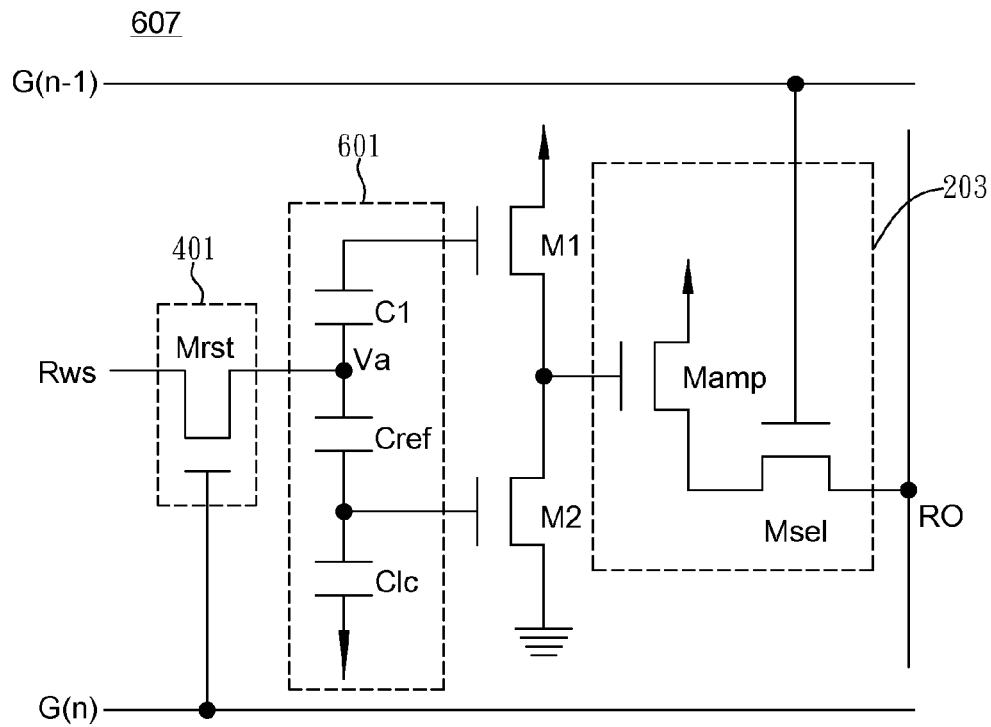 607
G(n-1)
601
203
401
M1
C1
Mrst
Va
Rws
Mamp
Cref
M2
RO
Msel
Clc
G(n)